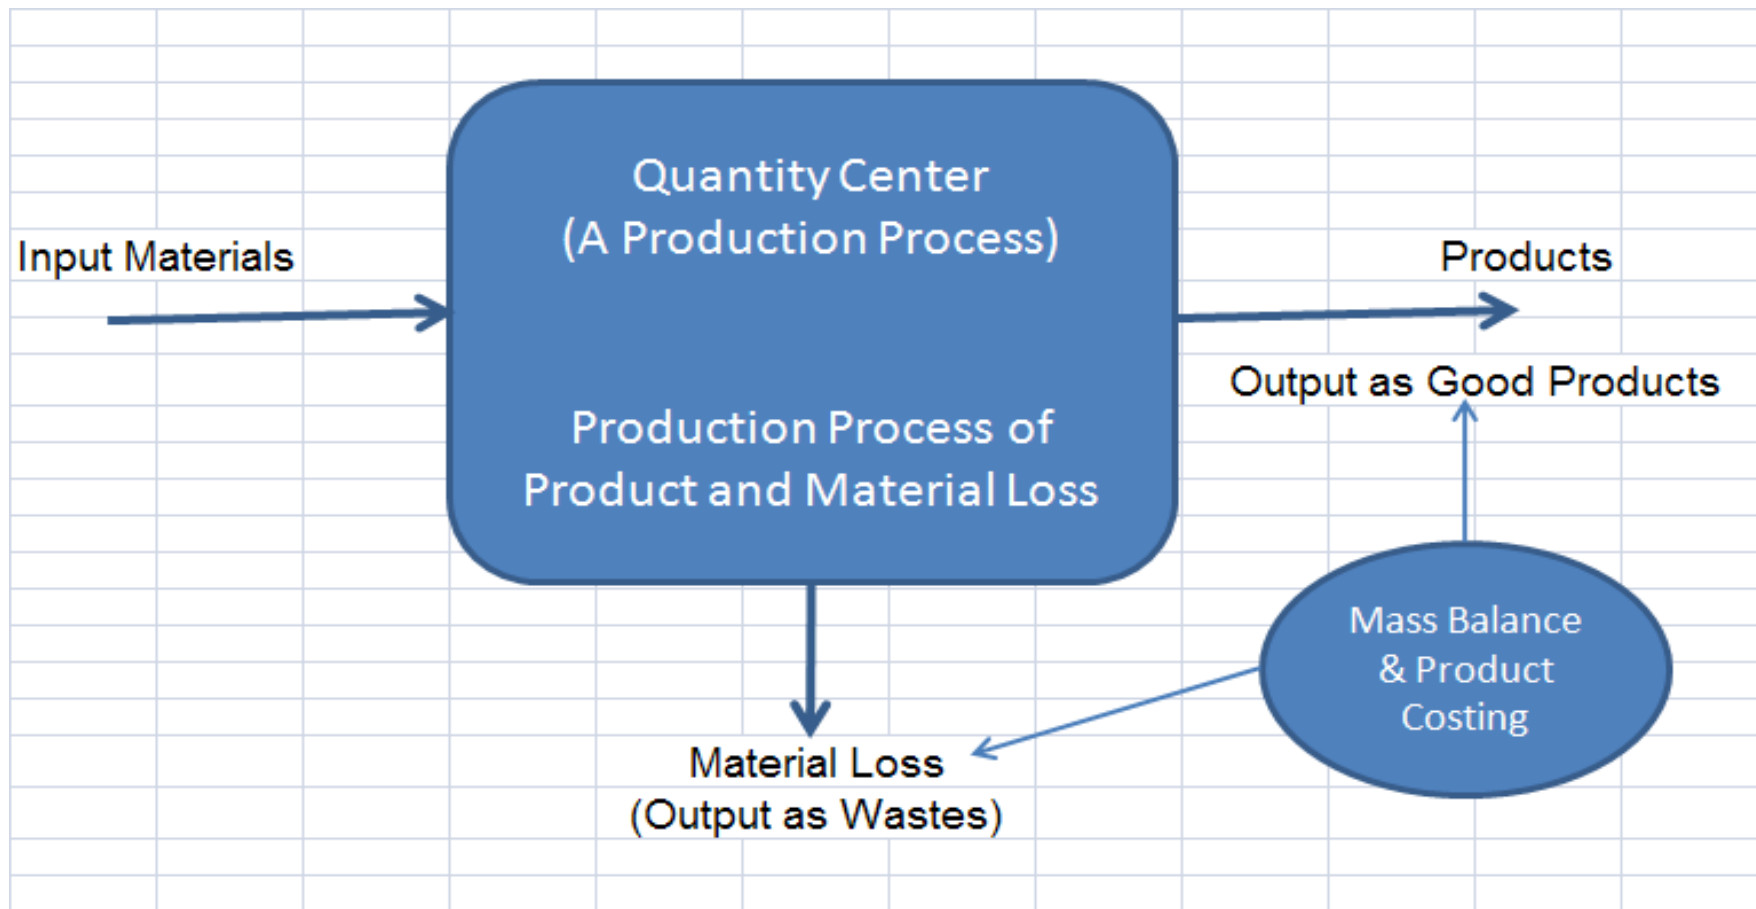 Quantity Center
(A Production Process)
Input Materials
Products
Output as Good Products
Production Process of
Product and Material Loss
Mass Balance
& Product
Costing
Material Loss
(Output as Wastes)